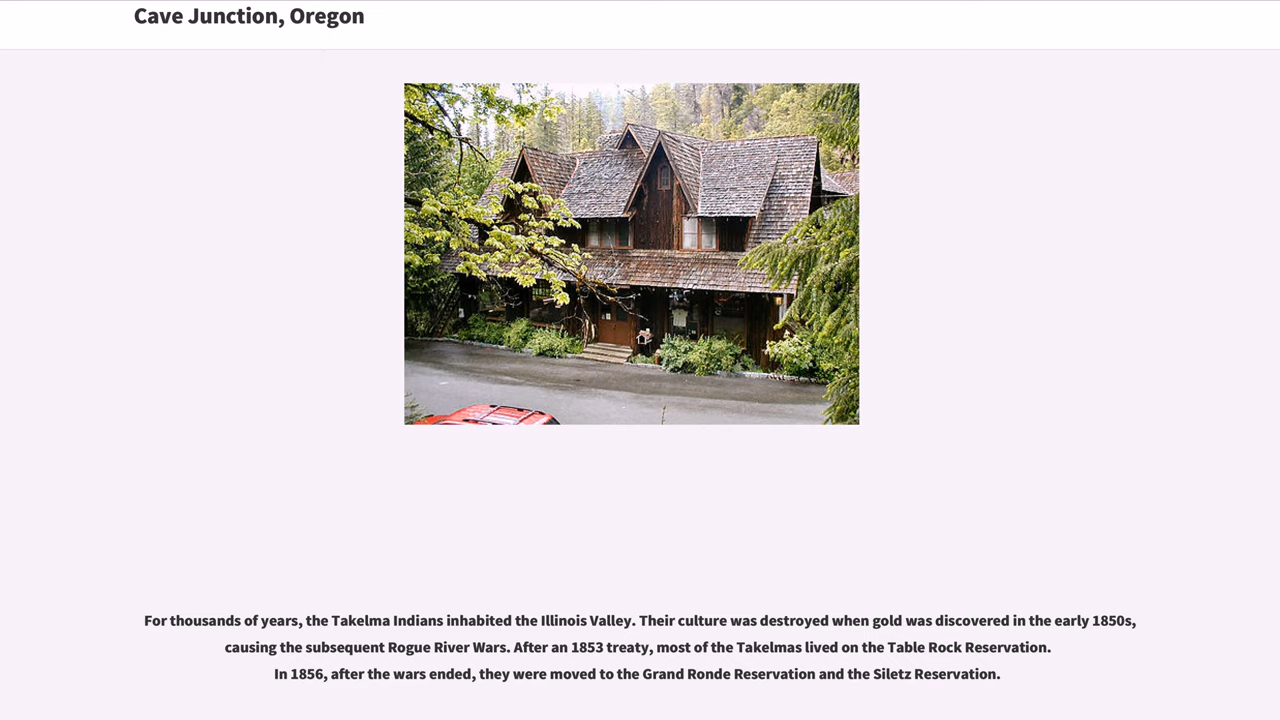 Cave Junction, Oregon
For thousands of years, the Takelma Indians inhabited the Illinois Valley. Their culture was destroyed when gold was discovered in the early 1850s,
causing the subsequent Rogue River Wars. After an 1853 treaty, most of the Takelmas lived on the Table Rock Reservation.
In 1856, after the wars ended, they were moved to the Grand Ronde Reservation and the Siletz Reservation.